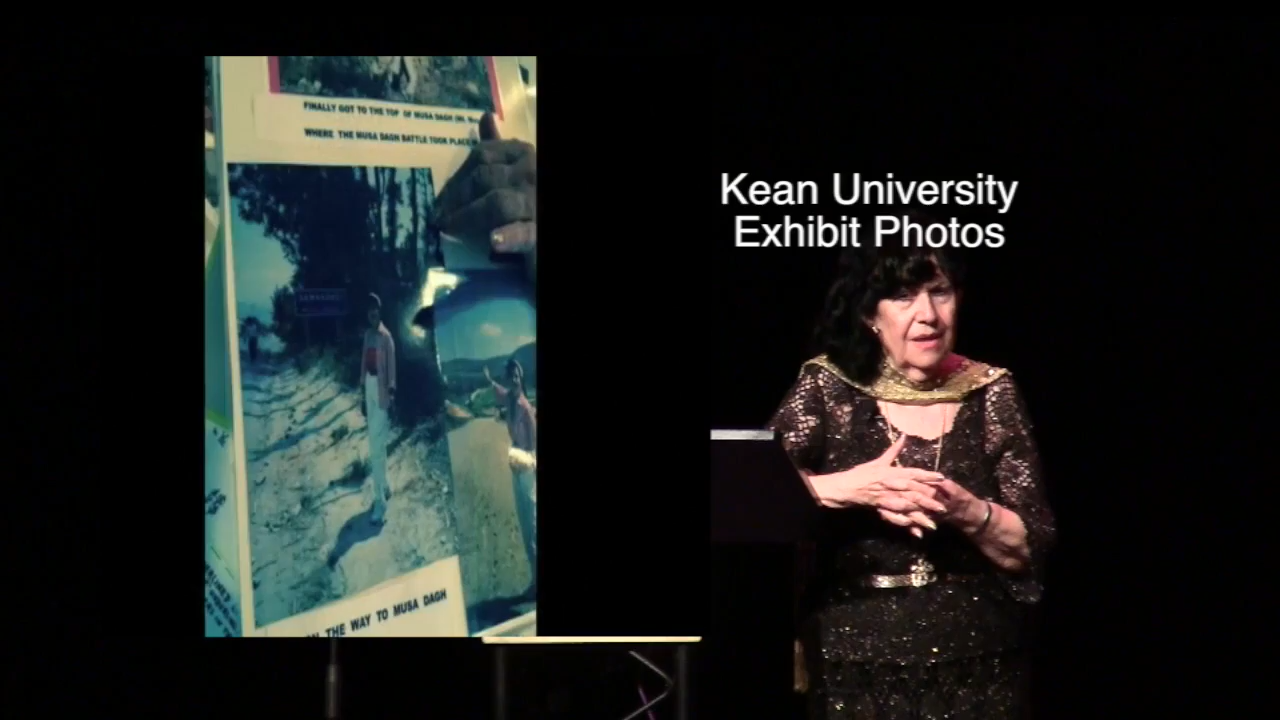 FINALLY GOT TO THE TOP OF MUSA DAGH
WHERE THE MUSA DAGH BATTLE TOOK PLACE
Kean University
Exhibit Photos
THE WAY TO MUSA DAGH